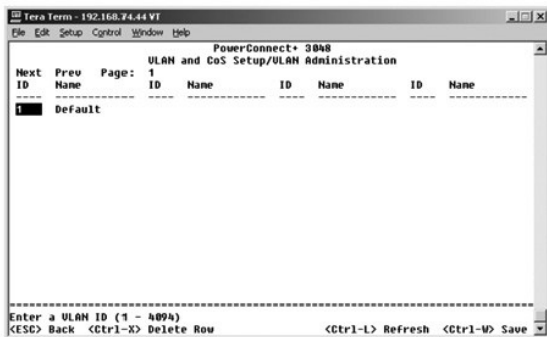 Tera Term - 192.168.74.44 VT
File Edit Setup Control Window Help
PowerConnect+ 3048
VLAN and CoS Setup/VLAN Administration
Next Prev Page: 1
ID Name ID Name ID Name ID Name
---- ------------- ---- ------------- ---- ------------- ---- -------------
1 Default
Enter a VLAN ID (1 - 4094)
<ESC> Back <Ctrl-X> Delete Row <Ctrl-L> Refresh <Ctrl-W> Save